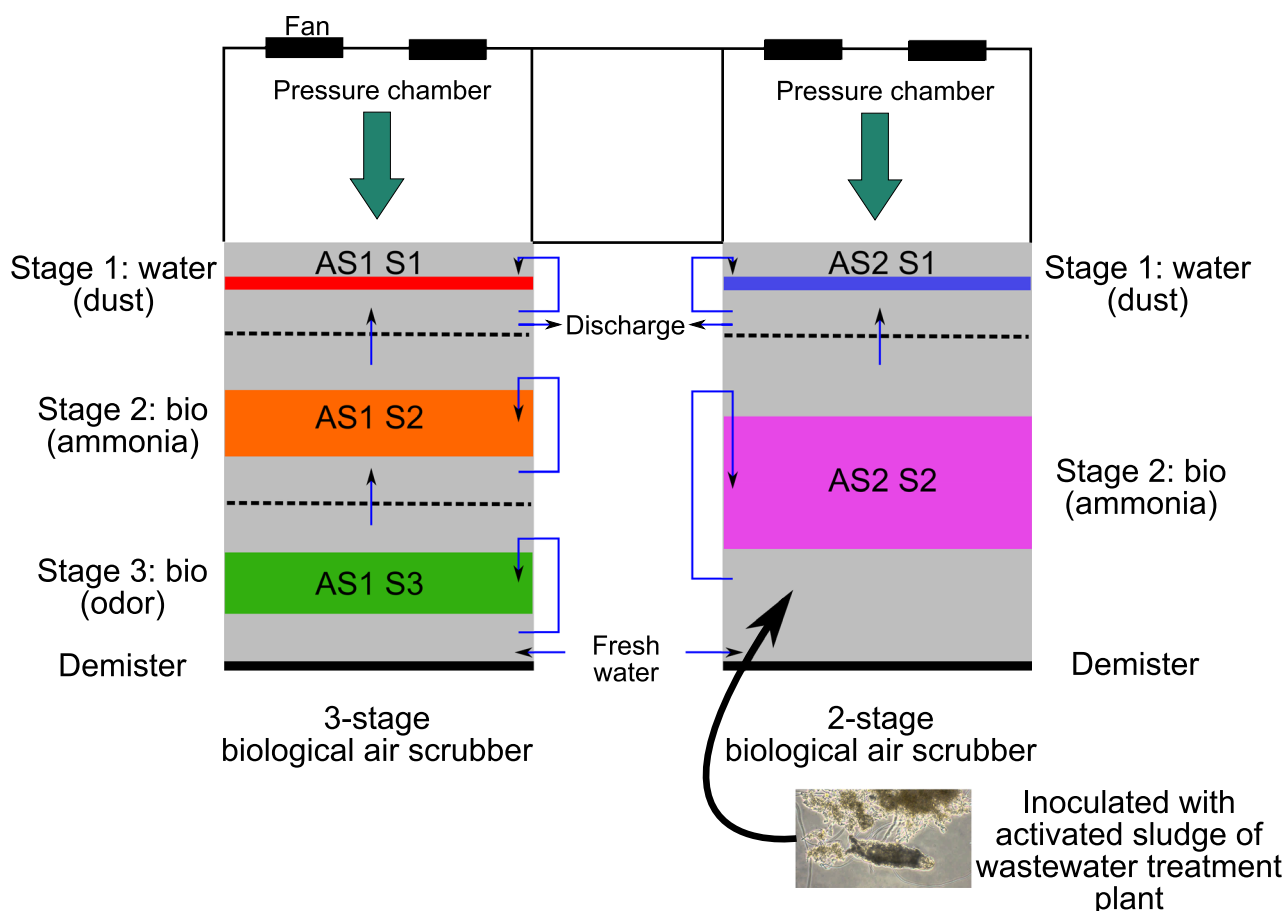 Fan
Pressure chamber
Pressure chamber
Stage 1: water
(dust)
AS1 S1
AS2 S1
Stage 1: water
(dust)
Discharge
Stage 2: bio
(ammonia)
AS1 S2
AS2 S2
Stage 2: bio
(ammonia)
Stage 3: bio
(odor)
AS1 S3
Fresh
water
Demister
Demister
3-stage
biological air scrubber
2-stage
biological air scrubber
Inoculated with
activated sludge of
wastewater treatment
plant